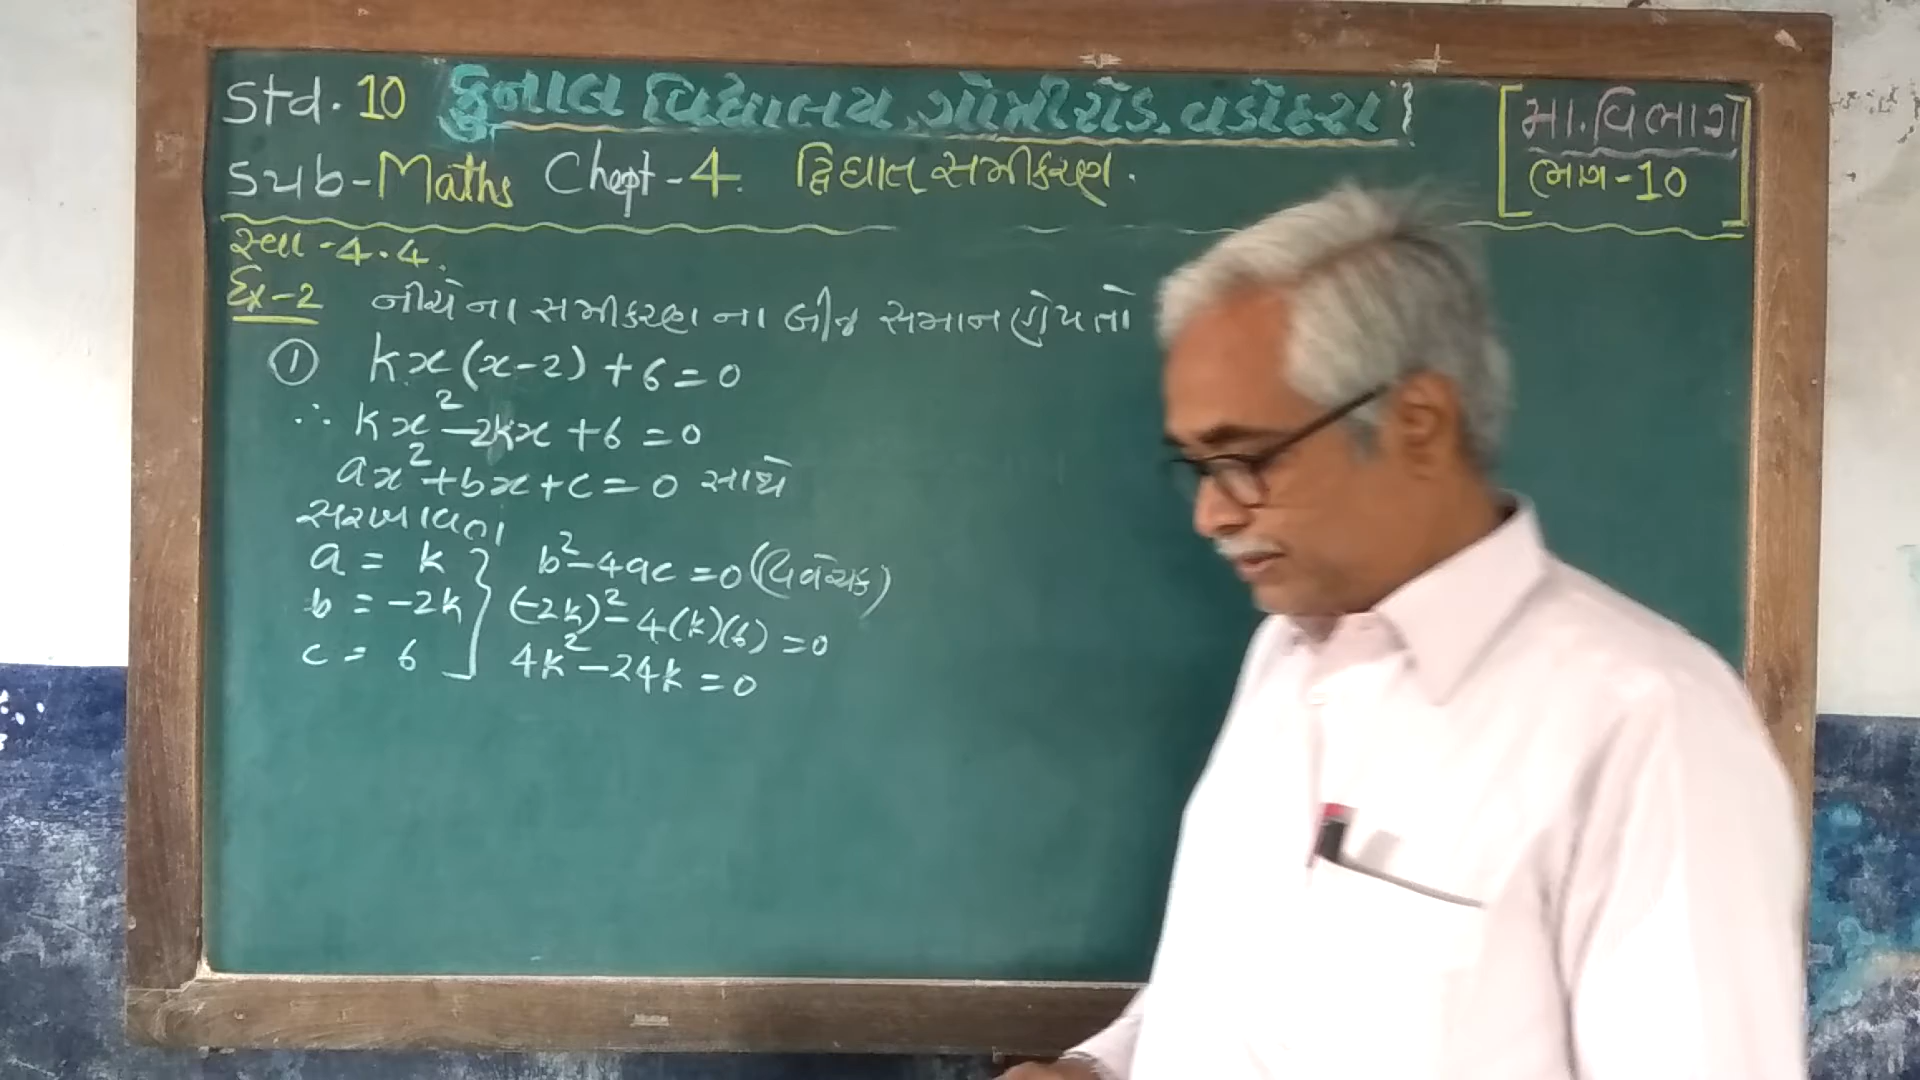 Std. 10 કુનાલ વિદ્યાલય, ગોત્રીરોડ, વડોદરા
મા.વિભાગ
Sub-Maths Chept-4. દ્વિઘાત સમીકરણ.
ભાગ-10
સ્વા-4.4.
Ex-2 નીચેના સમીકરણ ના બીજ સમાન હોય તો
① kx(x-2)+6=0
∴ kx²-2kx+6=0
ax²+bx+c=0 સાથે
સરખાવતા
a = k } b²-4ac=0 (વિવેચક)
b = -2k (-2k)²-4(k)(6)=0
c = 6 4k²-24k=0